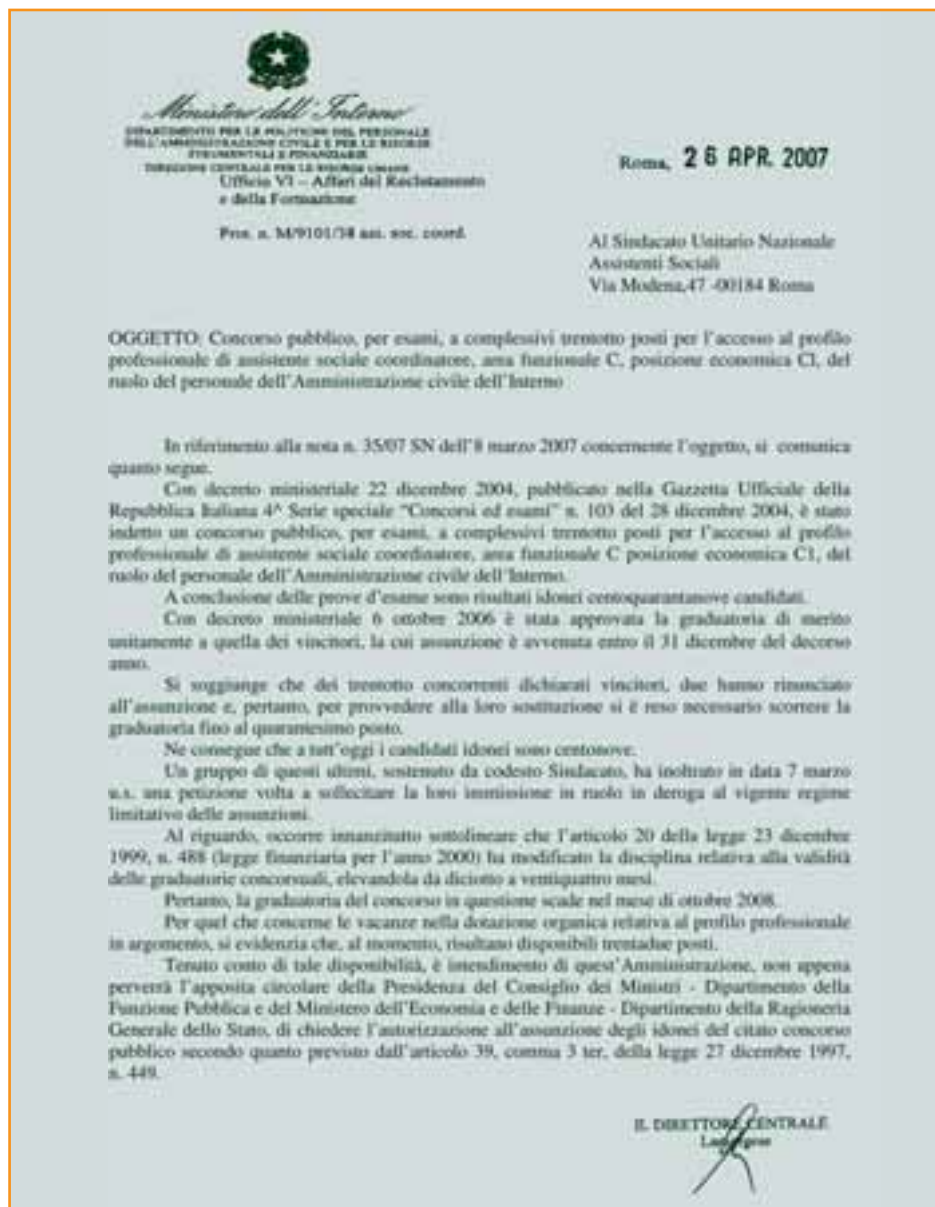 Ministero dell'Interno
DIPARTIMENTO PER LE POLITICHE DEL PERSONALE
DELL'AMMINISTRAZIONE CIVILE E PER LE RISORSE
STRUMENTALI E FINANZIARIE
DIREZIONE CENTRALE PER LE RISORSE UMANE
Ufficio VI – Affari del Reclutamento
e della Formazione
Prot. n. M/9101/38 ass. soc. coord.
Roma, 26 APR. 2007
Al Sindacato Unitario Nazionale
Assistenti Sociali
Via Modena,47 -00184 Roma
OGGETTO: Concorso pubblico, per esami, a complessivi trentotto posti per l'accesso al profilo
professionale di assistente sociale coordinatore, area funzionale C, posizione economica CI, del
ruolo del personale dell'Amministrazione civile dell'Interno
In riferimento alla nota n. 35/07 SN dell'8 marzo 2007 concernente l'oggetto, si comunica
quanto segue.
Con decreto ministeriale 22 dicembre 2004, pubblicato nella Gazzetta Ufficiale della
Repubblica Italiana 4^ Serie speciale "Concorsi ed esami" n. 103 del 28 dicembre 2004, è stato
indetto un concorso pubblico, per esami, a complessivi trentotto posti per l'accesso al profilo
professionale di assistente sociale coordinatore, area funzionale C posizione economica C1, del
ruolo del personale dell'Amministrazione civile dell'Interno.
A conclusione delle prove d'esame sono risultati idonei centoquarantanove candidati.
Con decreto ministeriale 6 ottobre 2006 è stata approvata la graduatoria di merito
unitamente a quella dei vincitori, la cui assunzione è avvenuta entro il 31 dicembre del decorso
anno.
Si soggiunge che dei trentotto concorrenti dichiarati vincitori, due hanno rinunciato
all'assunzione e, pertanto, per provvedere alla loro sostituzione si è reso necessario scorrere la
graduatoria fino al quarantesimo posto.
Ne consegue che a tutt'oggi i candidati idonei sono centonove.
Un gruppo di questi ultimi, sostenuto da codesto Sindacato, ha inoltrato in data 7 marzo
u.s. una petizione volta a sollecitare la loro immissione in ruolo in deroga al vigente regime
limitativo delle assunzioni.
Al riguardo, occorre innanzitutto sottolineare che l'articolo 20 della legge 23 dicembre
1999, n. 488 (legge finanziaria per l'anno 2000) ha modificato la disciplina relativa alla validità
delle graduatorie concorsuali, elevandola da diciotto a ventiquattro mesi.
Pertanto, la graduatoria del concorso in questione scade nel mese di ottobre 2008.
Per quel che concerne le vacanze nella dotazione organica relativa al profilo professionale
in argomento, si evidenzia che, al momento, risultano disponibili trentadue posti.
Tenuto conto di tale disponibilità, è intendimento di quest'Amministrazione, non appena
perverrà l'apposita circolare della Presidenza del Consiglio dei Ministri - Dipartimento della
Funzione Pubblica e del Ministero dell'Economia e delle Finanze - Dipartimento della Ragioneria
Generale dello Stato, di chiedere l'autorizzazione all'assunzione degli idonei del citato concorso
pubblico secondo quanto previsto dall'articolo 39, comma 3 ter, della legge 27 dicembre 1997,
n. 449.
IL DIRETTORE CENTRALE